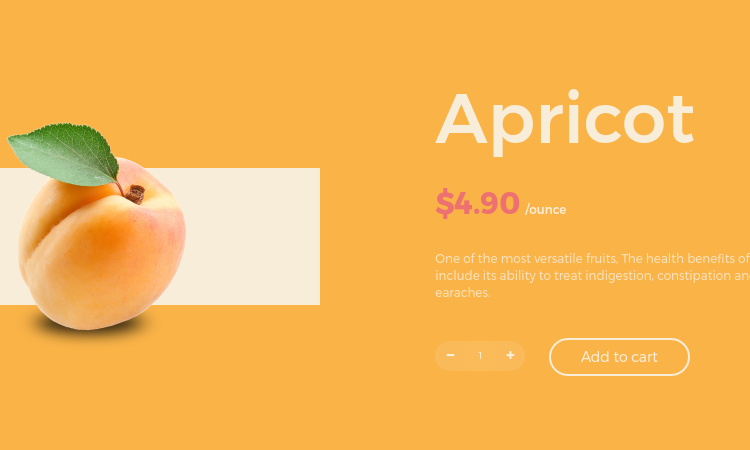 Apricot
$4.90 /ounce
One of the most versatile fruits. The health benefits of
include its ability to treat indigestion, constipation an
earaches.
- 1 +
Add to cart